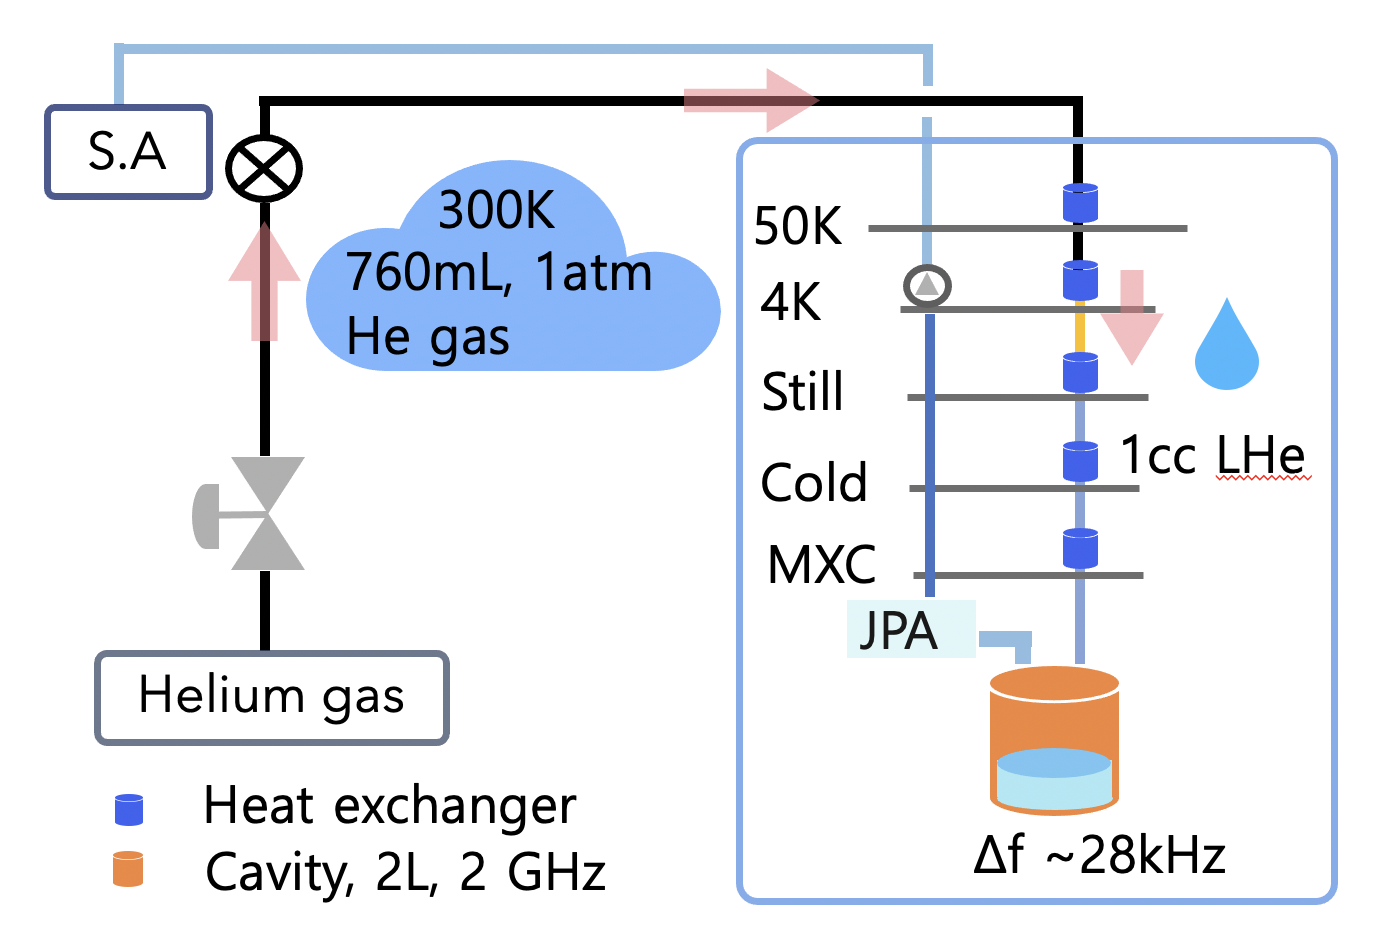 S.A
300K
760mL, 1atm
He gas
50K
4K
Still
1cc LHe
Cold
MXC
JPA
Helium gas
Heat exchanger
Cavity, 2L, 2 GHz
Δf ~28kHz